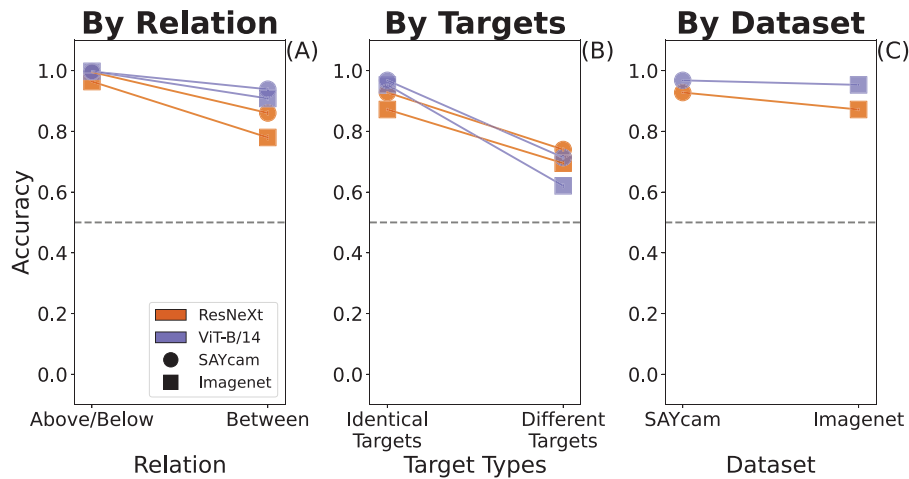 By Relation
(A)
Accuracy
1.0
0.8
0.6
0.4
0.2
0.0
ResNeXt
ViT-B/14
SAYcam
Imagenet
Above/Below
Between
Relation
By Targets
(B)
1.0
0.8
0.6
0.4
0.2
0.0
Identical
Targets
Different
Targets
Target Types
By Dataset
(C)
1.0
0.8
0.6
0.4
0.2
0.0
SAYcam
Imagenet
Dataset